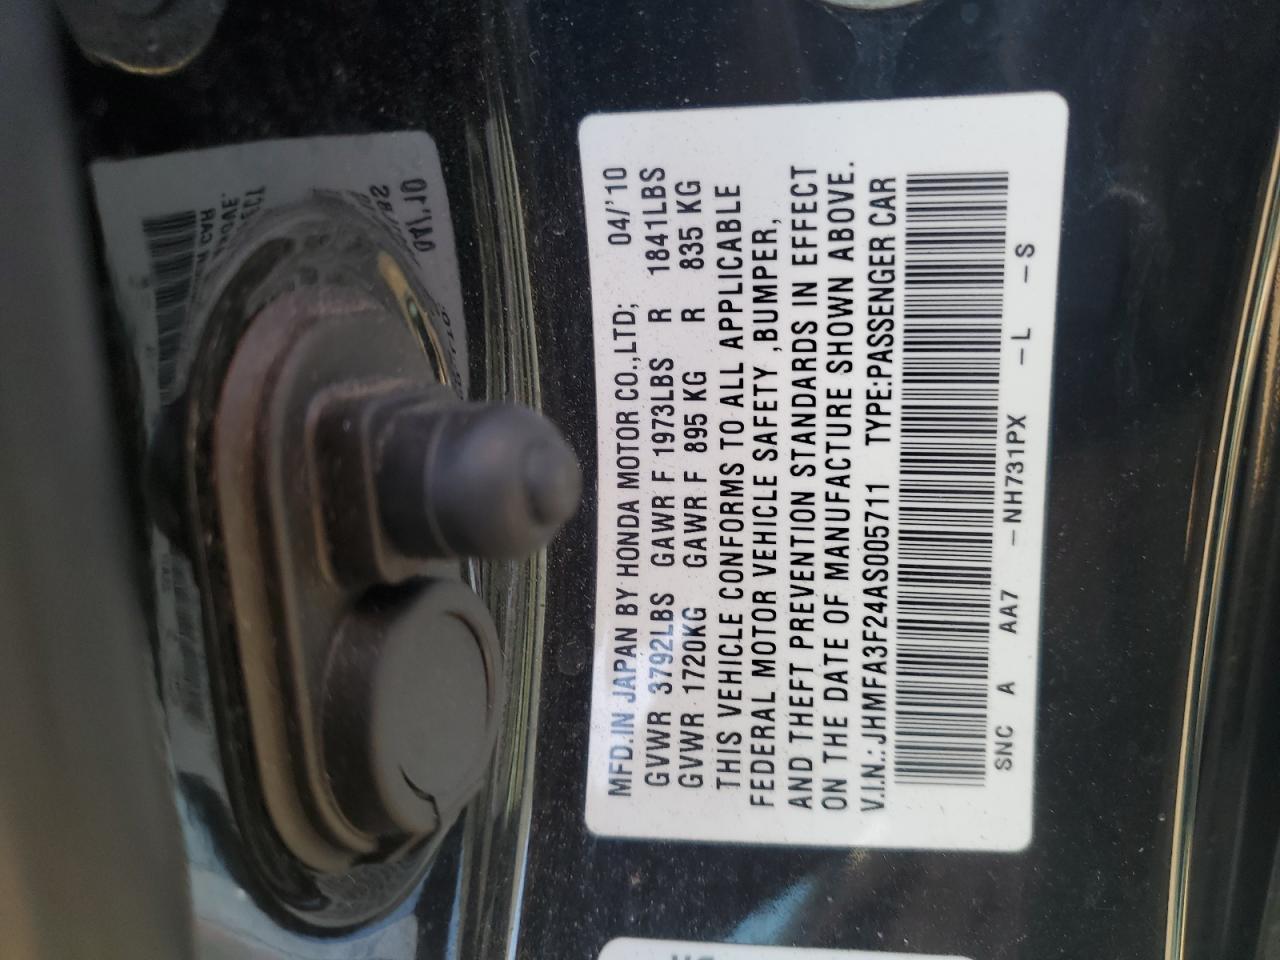 MFD.IN JAPAN BY HONDA MOTOR CO.,LTD; 04/'10
GVWR 3792LBS GAWR F 1973LBS R 1841LBS
GVWR 1720KG GAWR F 895 KG R 835 KG
THIS VEHICLE CONFORMS TO ALL APPLICABLE
FEDERAL MOTOR VEHICLE SAFETY ,BUMPER,
AND THEFT PREVENTION STANDARDS IN EFFECT
ON THE DATE OF MANUFACTURE SHOWN ABOVE.
V.I.N.: JHMFA3F24AS005711 TYPE:PASSENGER CAR
SNC A AA7 - NH731PX - L - S